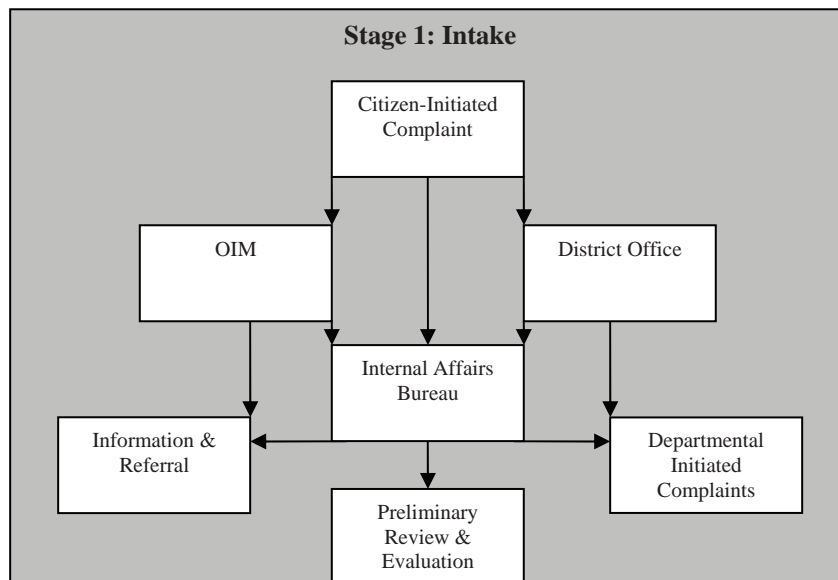 Stage 1: Intake
Citizen-Initiated
Complaint
OIM
District Office
Internal Affairs
Bureau
Information &
Referral
Departmental
Initiated
Complaints
Preliminary
Review &
Evaluation